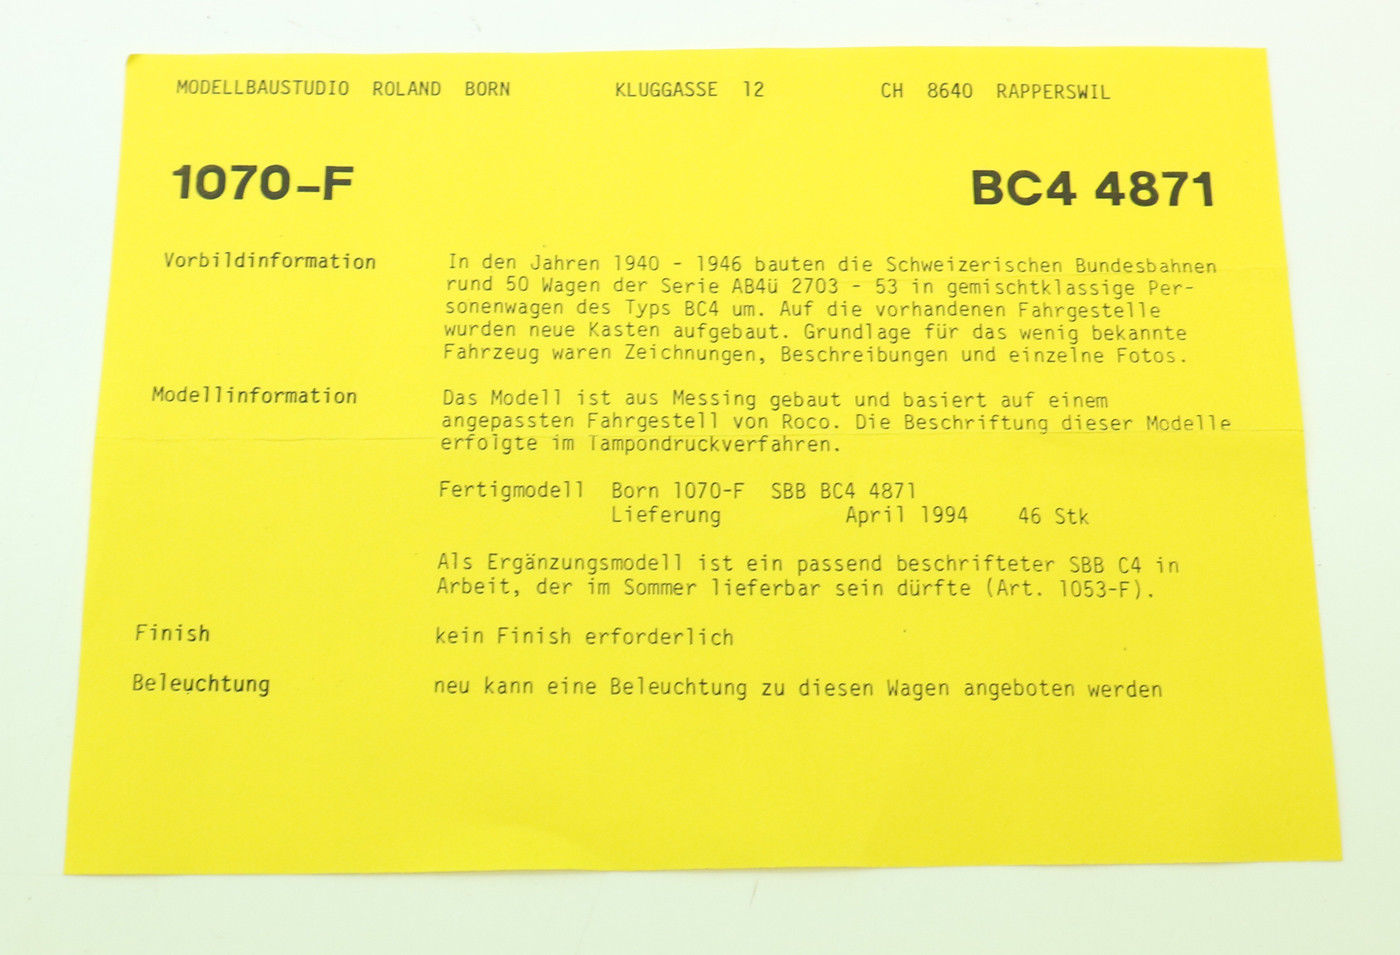 MODELLBAUSTUDIO ROLAND BORN KLUGGASSE 12 CH 8640 RAPPERSWIL
1070-F BC4 4871
Vorbildinformation In den Jahren 1940 - 1946 bauten die Schweizerischen Bundesbahnen
rund 50 Wagen der Serie AB4ü 2703 - 53 in gemischtklassige Per-
sonenwagen des Typs BC4 um. Auf die vorhandenen Fahrgestelle
wurden neue Kasten aufgebaut. Grundlage für das wenig bekannte
Fahrzeug waren Zeichnungen, Beschreibungen und einzelne Fotos.
Modellinformation Das Modell ist aus Messing gebaut und basiert auf einem
angepassten Fahrgestell von Roco. Die Beschriftung dieser Modelle
erfolgte im Tampondruckverfahren.
Fertigmodell Born 1070-F SBB BC4 4871
Lieferung April 1994 46 Stk
Als Ergänzungsmodell ist ein passend beschrifteter SBB C4 in
Arbeit, der im Sommer lieferbar sein dürfte (Art. 1053-F).
Finish kein Finish erforderlich
Beleuchtung neu kann eine Beleuchtung zu diesen Wagen angeboten werden